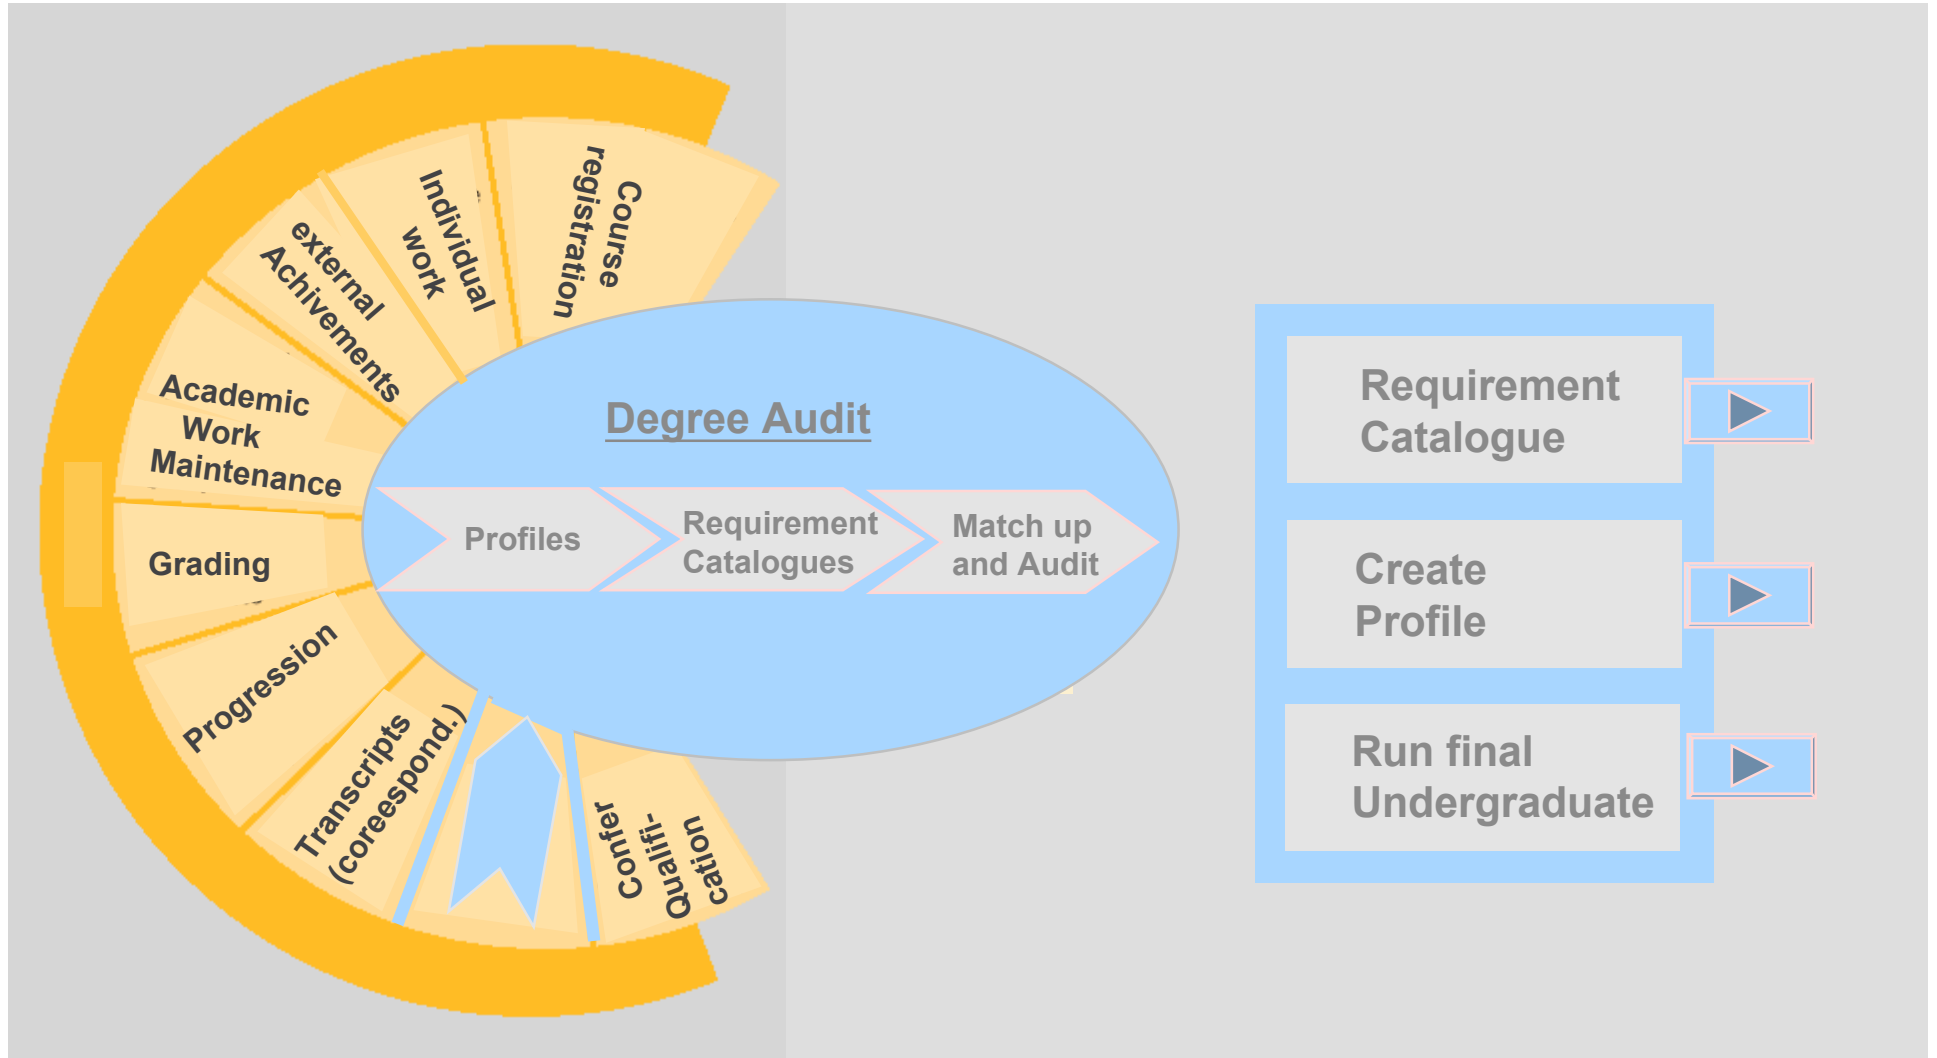 Course
registration
Individual
work
external
Achivements
Academic
Work
Maintenance
Grading
Progression
Transcripts
(coreespond.)
Confer
Qualifi-
cation
Degree Audit
Profiles
Requirement
Catalogues
Match up
and Audit
Requirement
Catalogue
Create
Profile
Run final
Undergraduate